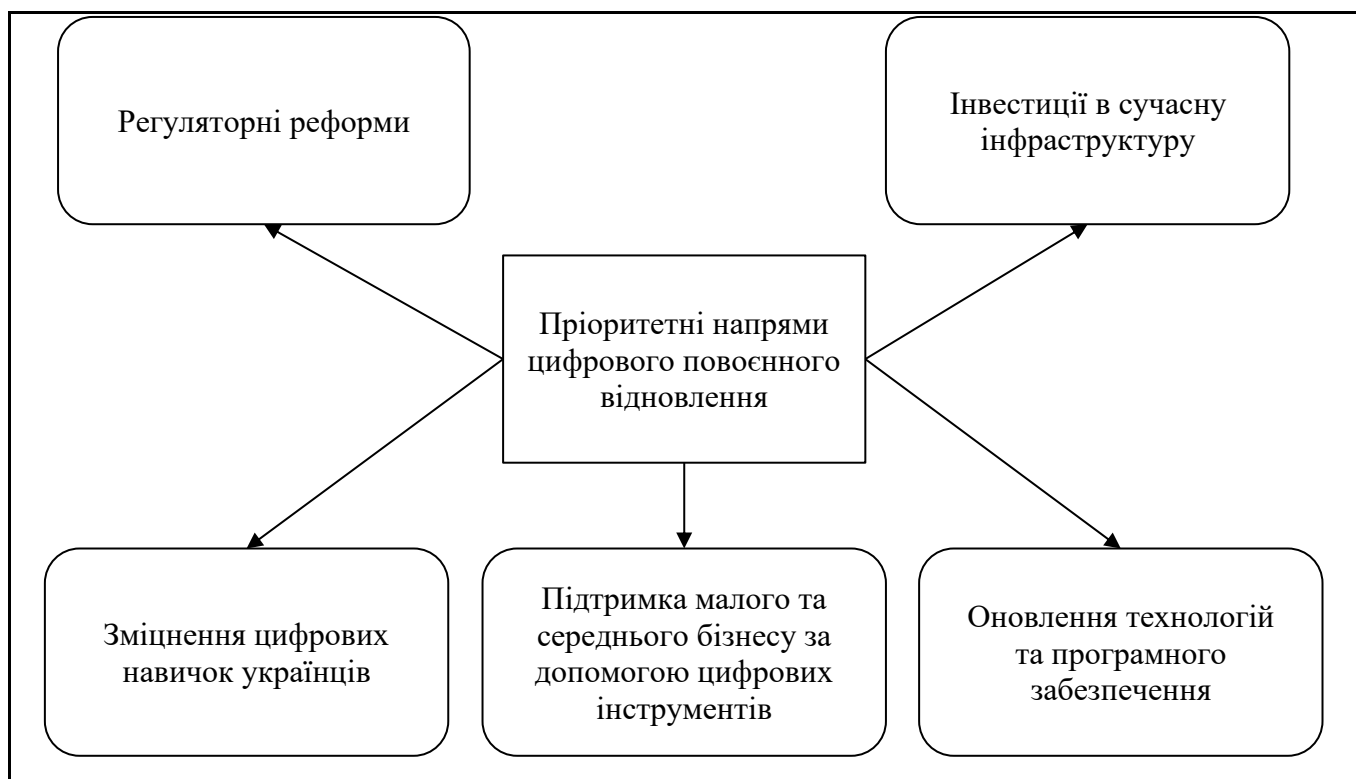 Регуляторні реформи
Інвестиції в сучасну
інфраструктуру
Пріоритетні напрями
цифрового повоєнного
відновлення
Зміцнення цифрових
навичок українців
Підтримка малого та
середнього бізнесу за
допомогою цифрових
інструментів
Оновлення технологій
та програмного
забезпечення